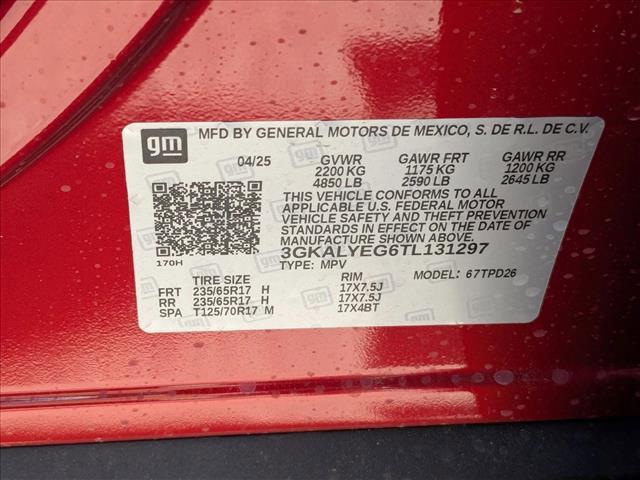 gm MFD BY GENERAL MOTORS DE MEXICO, S. DE R.L. DE C.V.
04/25 GVWR GAWR FRT GAWR RR
2200 KG 1175 KG 1200 KG
4850 LB 2590 LB 2645 LB
THIS VEHICLE CONFORMS TO ALL
APPLICABLE U.S. FEDERAL MOTOR
VEHICLE SAFETY AND THEFT PREVENTION
STANDARDS IN EFFECT ON THE DATE OF
MANUFACTURE SHOWN ABOVE.
3GKALYEG6TL131297
170H TYPE: MPV MODEL: 67TPD26
TIRE SIZE RIM
FRT 235/65R17 H 17X7.5J
RR 235/65R17 H 17X7.5J
SPA T125/70R17 M 17X4BT